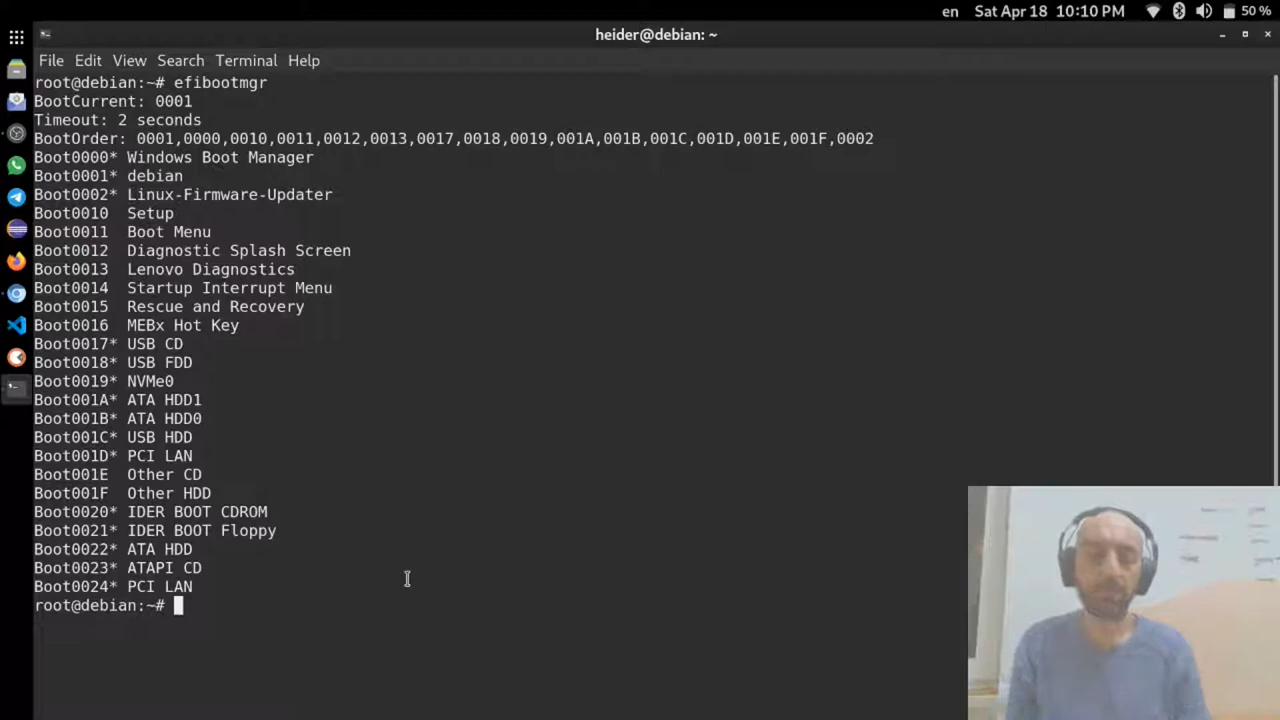 en Sat Apr 18 10:10 PM 50 %
heider@debian: ~
File Edit View Search Terminal Help
root@debian:~# efibootmgr
BootCurrent: 0001
Timeout: 2 seconds
BootOrder: 0001,0000,0010,0011,0012,0013,0017,0018,0019,001A,001B,001C,001D,001E,001F,0002
Boot0000* Windows Boot Manager
Boot0001* debian
Boot0002* Linux-Firmware-Updater
Boot0010  Setup
Boot0011  Boot Menu
Boot0012  Diagnostic Splash Screen
Boot0013  Lenovo Diagnostics
Boot0014  Startup Interrupt Menu
Boot0015  Rescue and Recovery
Boot0016  MEBx Hot Key
Boot0017* USB CD
Boot0018* USB FDD
Boot0019* NVMe0
Boot001A* ATA HDD1
Boot001B* ATA HDD0
Boot001C* USB HDD
Boot001D* PCI LAN
Boot001E  Other CD
Boot001F  Other HDD
Boot0020* IDER BOOT CDROM
Boot0021* IDER BOOT Floppy
Boot0022* ATA HDD
Boot0023* ATAPI CD
Boot0024* PCI LAN
root@debian:~#